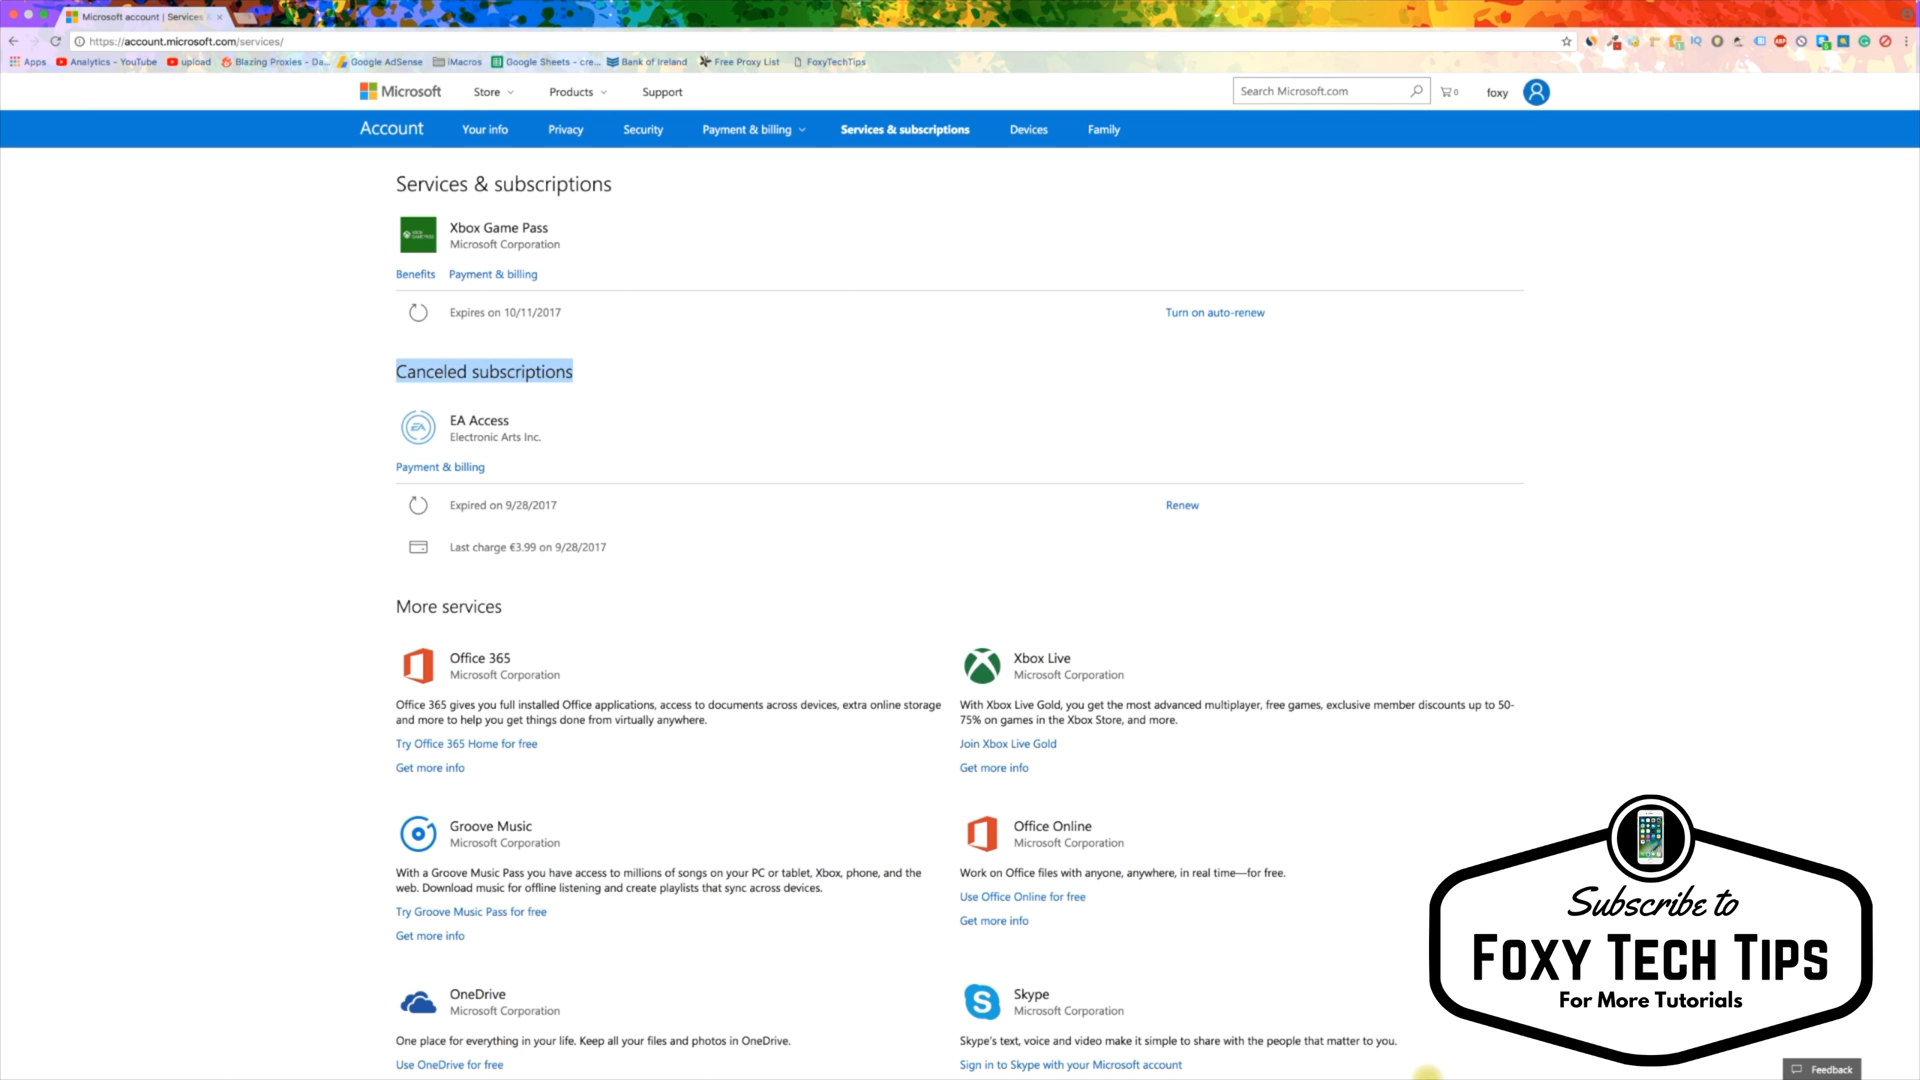 Microsoft account | Services
https://account.microsoft.com/services/
Apps Analytics - YouTube upload Blazing Proxies - Da... Google AdSense iMacros Google Sheets - cre... Bank of Ireland Free Proxy List FoxyTechTips
Microsoft Store Products Support Search Microsoft.com 0 foxy
Account Your info Privacy Security Payment & billing Services & subscriptions Devices Family
Services & subscriptions
Xbox Game Pass
Microsoft Corporation
Benefits Payment & billing
Expires on 10/11/2017 Turn on auto-renew
Canceled subscriptions
EA
EA Access
Electronic Arts Inc.
Payment & billing
Expired on 9/28/2017 Renew
Last charge €3.99 on 9/28/2017
More services
Office 365
Microsoft Corporation
Office 365 gives you full installed Office applications, access to documents across devices, extra online storage
and more to help you get things done from virtually anywhere.
Try Office 365 Home for free
Get more info
Xbox Live
Microsoft Corporation
With Xbox Live Gold, you get the most advanced multiplayer, free games, exclusive member discounts up to 50-
75% on games in the Xbox Store, and more.
Join Xbox Live Gold
Get more info
Groove Music
Microsoft Corporation
With a Groove Music Pass you have access to millions of songs on your PC or tablet, Xbox, phone, and the
web. Download music for offline listening and create playlists that sync across devices.
Try Groove Music Pass for free
Get more info
Office Online
Microsoft Corporation
Work on Office files with anyone, anywhere, in real time—for free.
Use Office Online for free
Get more info
OneDrive
Microsoft Corporation
One place for everything in your life. Keep all your files and photos in OneDrive.
Use OneDrive for free
Skype
Microsoft Corporation
Skype's text, voice and video make it simple to share with the people that matter to you.
Sign in to Skype with your Microsoft account
Subscribe to
Foxy Tech Tips
For More Tutorials
Feedback